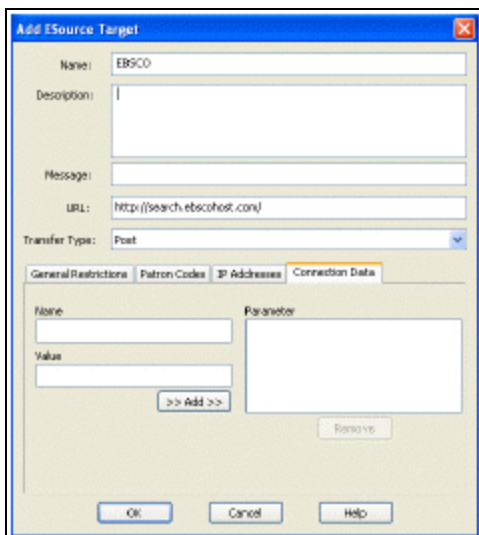 Add ESource Target
Name: EBSCO
Description:
Message:
URL: http://search.ebscohost.com/
Transfer Type: Post
General Restrictions Patron Codes IP Addresses Connection Data
Name Parameter
Value
>> Add >>
Remove
OK Cancel Help